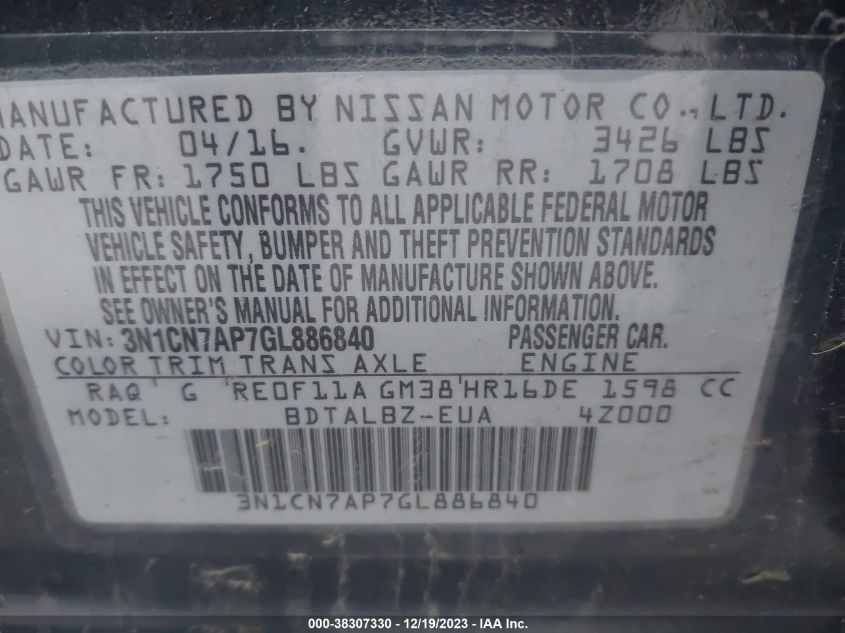 MANUFACTURED BY NISSAN MOTOR CO., LTD.
DATE: 04/16. GVWR: 3426 LBS
GAWR FR: 1750 LBS GAWR RR: 1708 LBS
THIS VEHICLE CONFORMS TO ALL APPLICABLE FEDERAL MOTOR
VEHICLE SAFETY, BUMPER AND THEFT PREVENTION STANDARDS
IN EFFECT ON THE DATE OF MANUFACTURE SHOWN ABOVE.
SEE OWNER'S MANUAL FOR ADDITIONAL INFORMATION.
VIN: 3N1CN7AP7GL886840 PASSENGER CAR.
COLOR TRIM TRANS AXLE ENGINE
RAQ G RE0F11A GM38 HR16DE 1598 CC
MODEL: BDTALBZ-EUA 4Z000
3N1CN7AP7GL886840
000-38307330 - 12/19/2023 - IAA Inc.